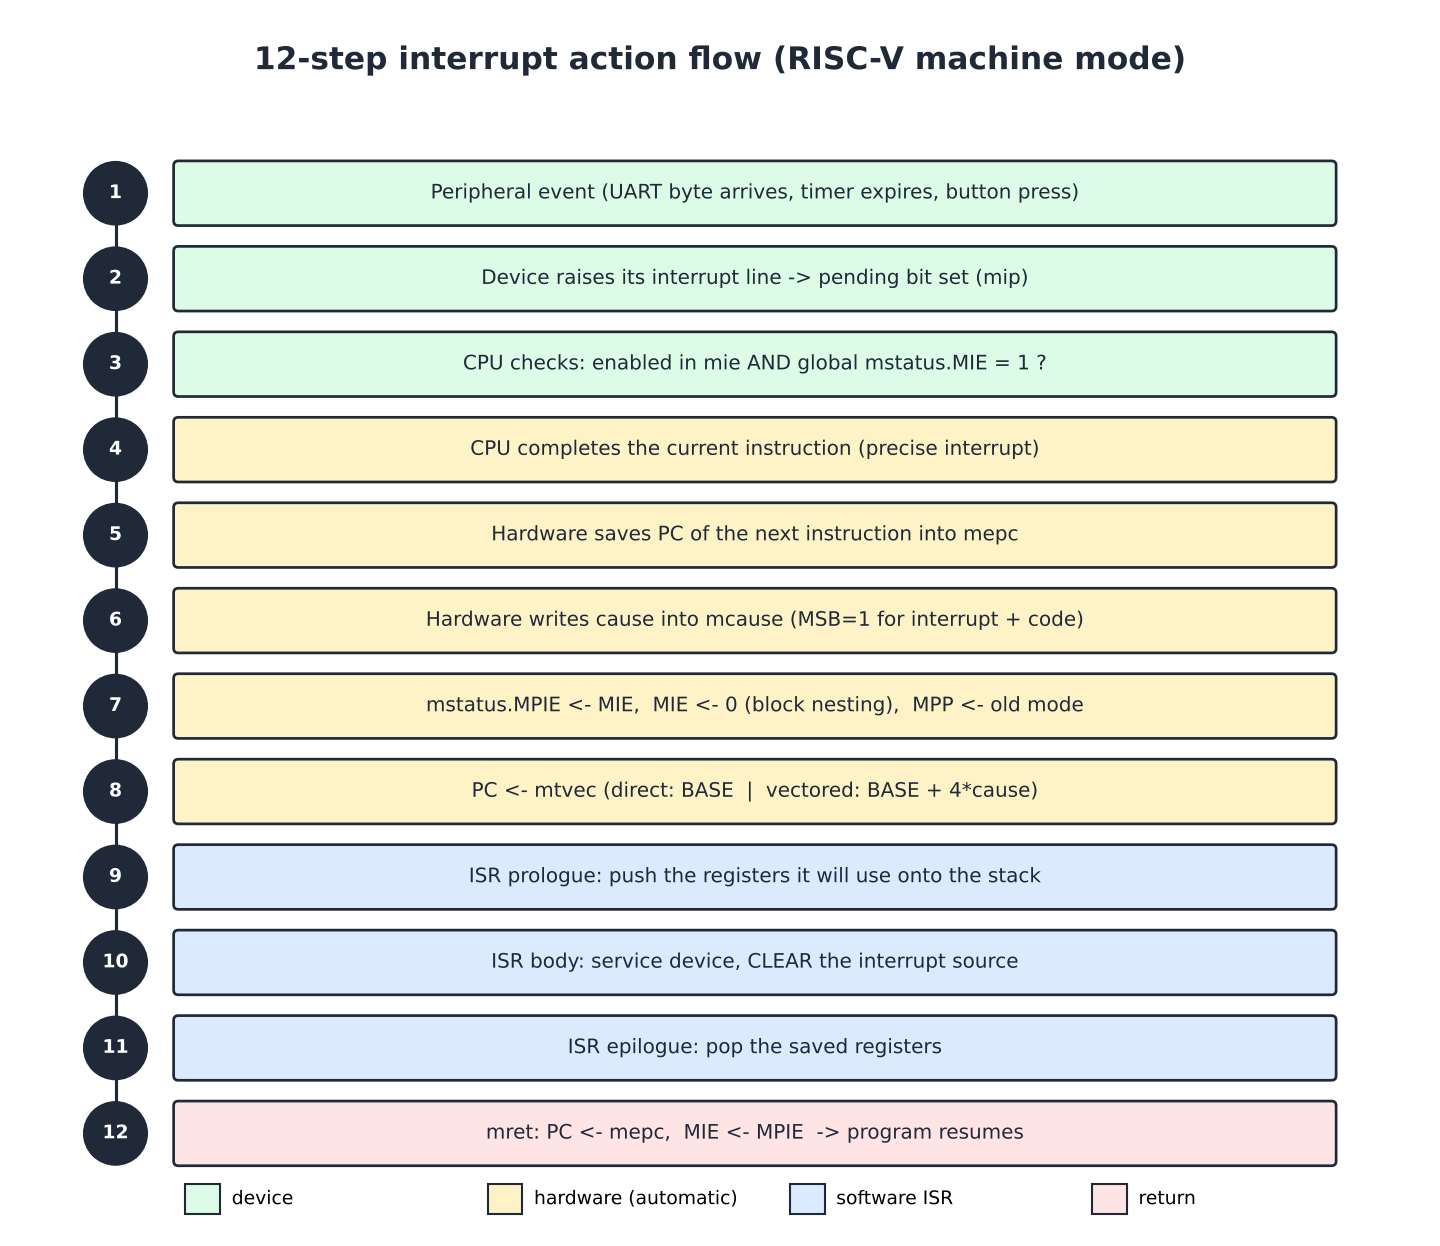 12-step interrupt action flow (RISC-V machine mode)
1 Peripheral event (UART byte arrives, timer expires, button press)
2 Device raises its interrupt line -> pending bit set (mip)
3 CPU checks: enabled in mie AND global mstatus.MIE = 1 ?
4 CPU completes the current instruction (precise interrupt)
5 Hardware saves PC of the next instruction into mepc
6 Hardware writes cause into mcause (MSB=1 for interrupt + code)
7 mstatus.MPIE <- MIE,  MIE <- 0 (block nesting),  MPP <- old mode
8 PC <- mtvec (direct: BASE  |  vectored: BASE + 4*cause)
9 ISR prologue: push the registers it will use onto the stack
10 ISR body: service device, CLEAR the interrupt source
11 ISR epilogue: pop the saved registers
12 mret: PC <- mepc,  MIE <- MPIE  -> program resumes
device hardware (automatic) software ISR return